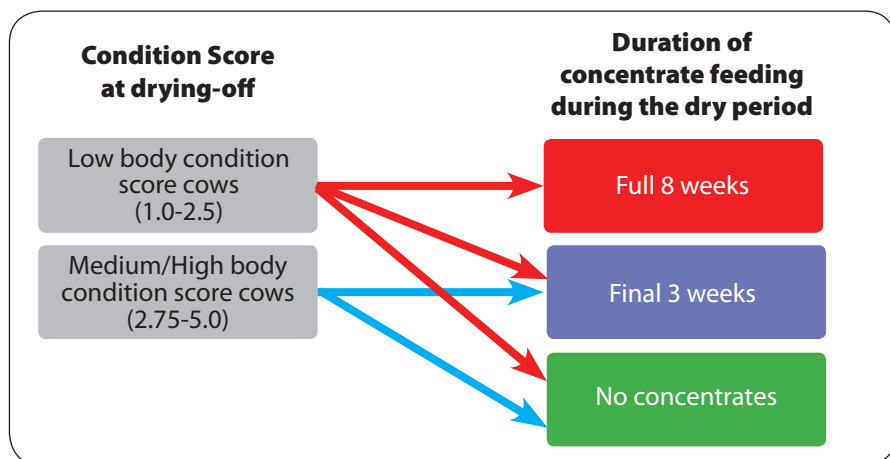 Condition Score
at drying-off
Duration of
concentrate feeding
during the dry period
Low body condition
score cows
(1.0-2.5)
Medium/High body
condition score cows
(2.75-5.0)
Full 8 weeks
Final 3 weeks
No concentrates